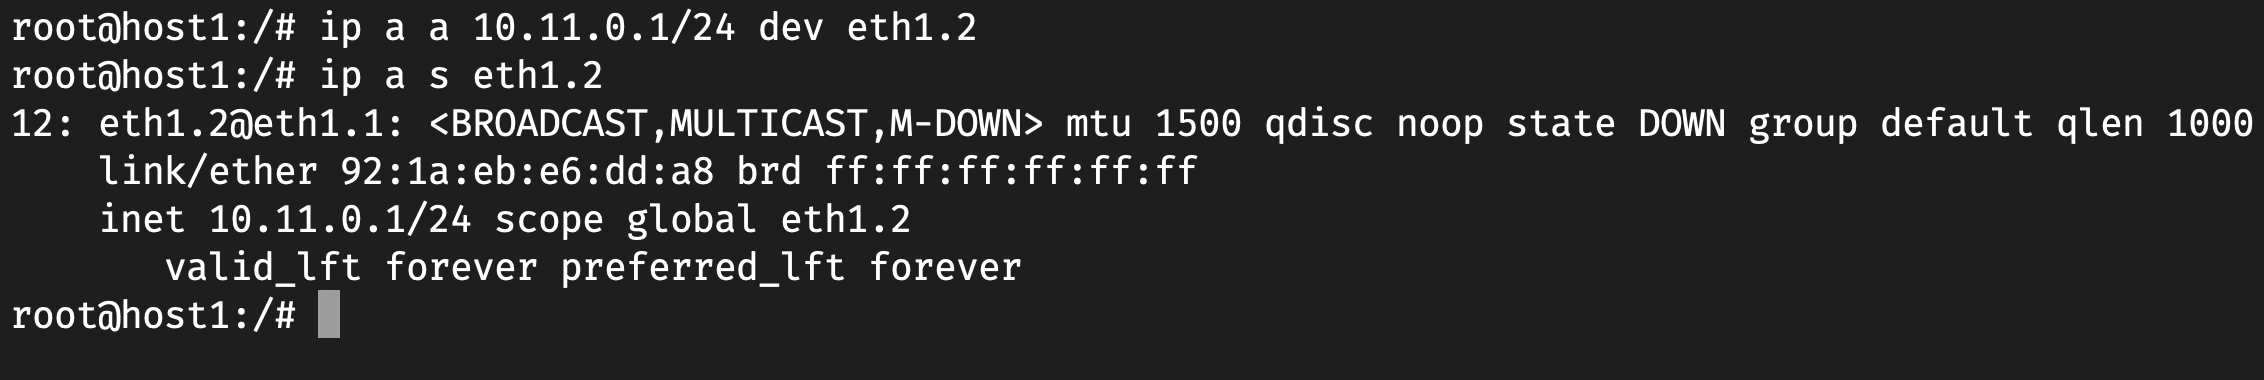 root@host1:/# ip a a 10.11.0.1/24 dev eth1.2
root@host1:/# ip a s eth1.2
12: eth1.2@eth1.1: <BROADCAST,MULTICAST,M-DOWN> mtu 1500 qdisc noop state DOWN group default qlen 1000
    link/ether 92:1a:eb:e6:dd:a8 brd ff:ff:ff:ff:ff:ff
    inet 10.11.0.1/24 scope global eth1.2
       valid_lft forever preferred_lft forever
root@host1:/#